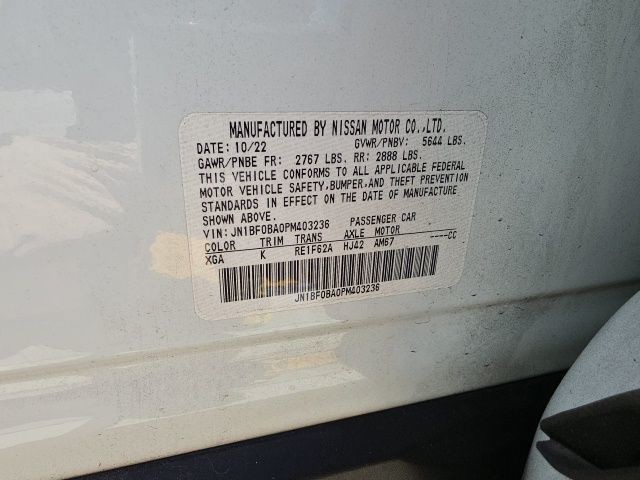 MANUFACTURED BY NISSAN MOTOR CO.,LTD.
DATE: 10/22 GVWR/PNBV: 5644 LBS.
GAWR/PNBE FR: 2767 LBS. RR: 2888 LBS.
THIS VEHICLE CONFORMS TO ALL APPLICABLE FEDERAL
MOTOR VEHICLE SAFETY,BUMPER,AND THEFT PREVENTION
STANDARDS IN EFFECT ON THE DATE OF MANUFACTURE
SHOWN ABOVE.
VIN: JN1BF0BA0PM403236 PASSENGER CAR
COLOR TRIM TRANS AXLE MOTOR ----CC
XGA K RE1F62A HJ42 AM67
JN1BF0BA0PM403236